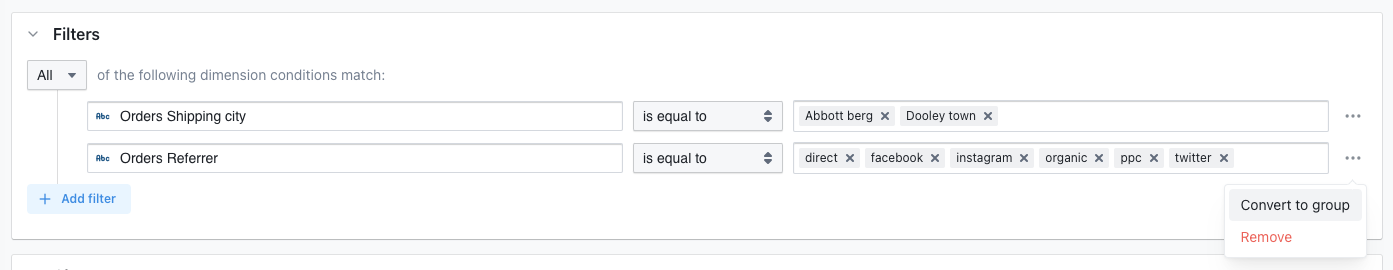 Filters
All of the following dimension conditions match:
Abc Orders Shipping city is equal to Abbott berg Dooley town
Abc Orders Referrer is equal to direct facebook instagram organic ppc twitter
+ Add filter
Convert to group
Remove